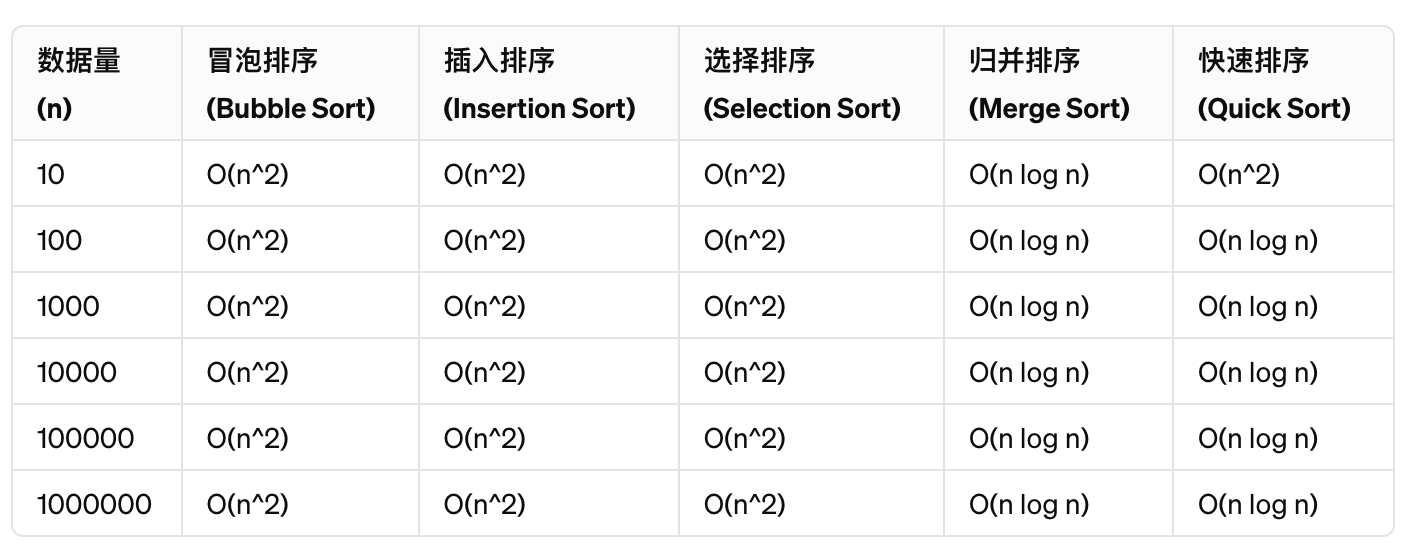 数据量 冒泡排序 插入排序 选择排序 归并排序 快速排序
(n) (Bubble Sort) (Insertion Sort) (Selection Sort) (Merge Sort) (Quick Sort)
10 O(n^2) O(n^2) O(n^2) O(n log n) O(n^2)
100 O(n^2) O(n^2) O(n^2) O(n log n) O(n log n)
1000 O(n^2) O(n^2) O(n^2) O(n log n) O(n log n)
10000 O(n^2) O(n^2) O(n^2) O(n log n) O(n log n)
100000 O(n^2) O(n^2) O(n^2) O(n log n) O(n log n)
1000000 O(n^2) O(n^2) O(n^2) O(n log n) O(n log n)